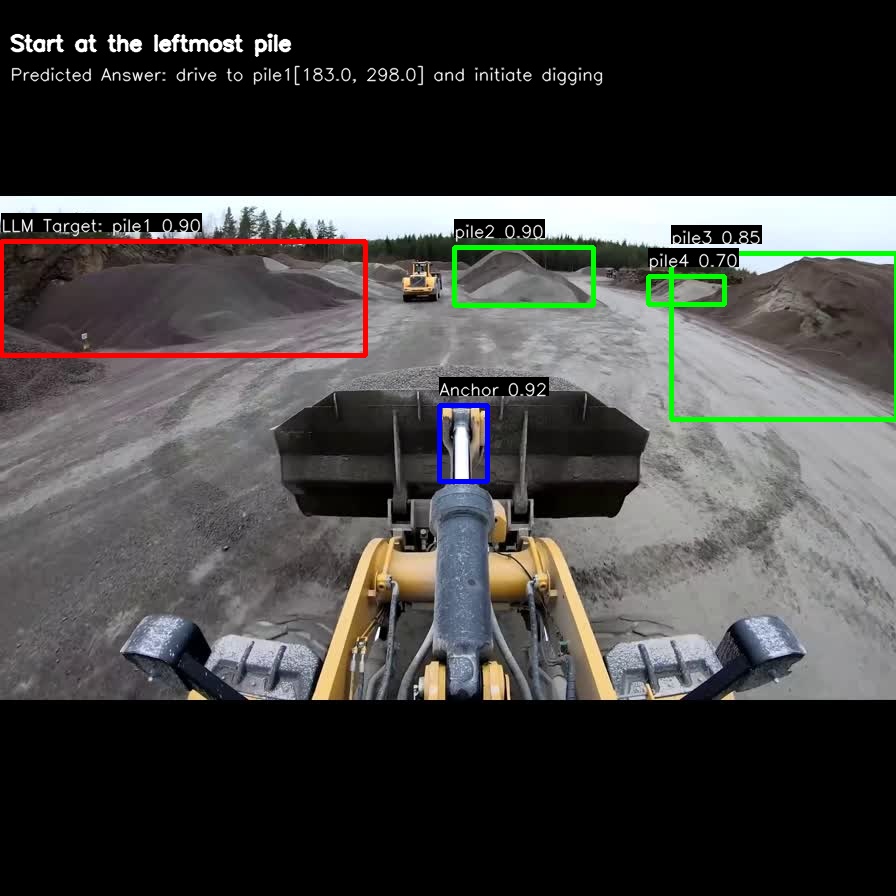 Start at the leftmost pile
Predicted Answer: drive to pile1[183.0, 298.0] and initiate digging
LLM Target: pile1 0.90
pile2 0.90
pile3 0.85
pile4 0.70
Anchor 0.92